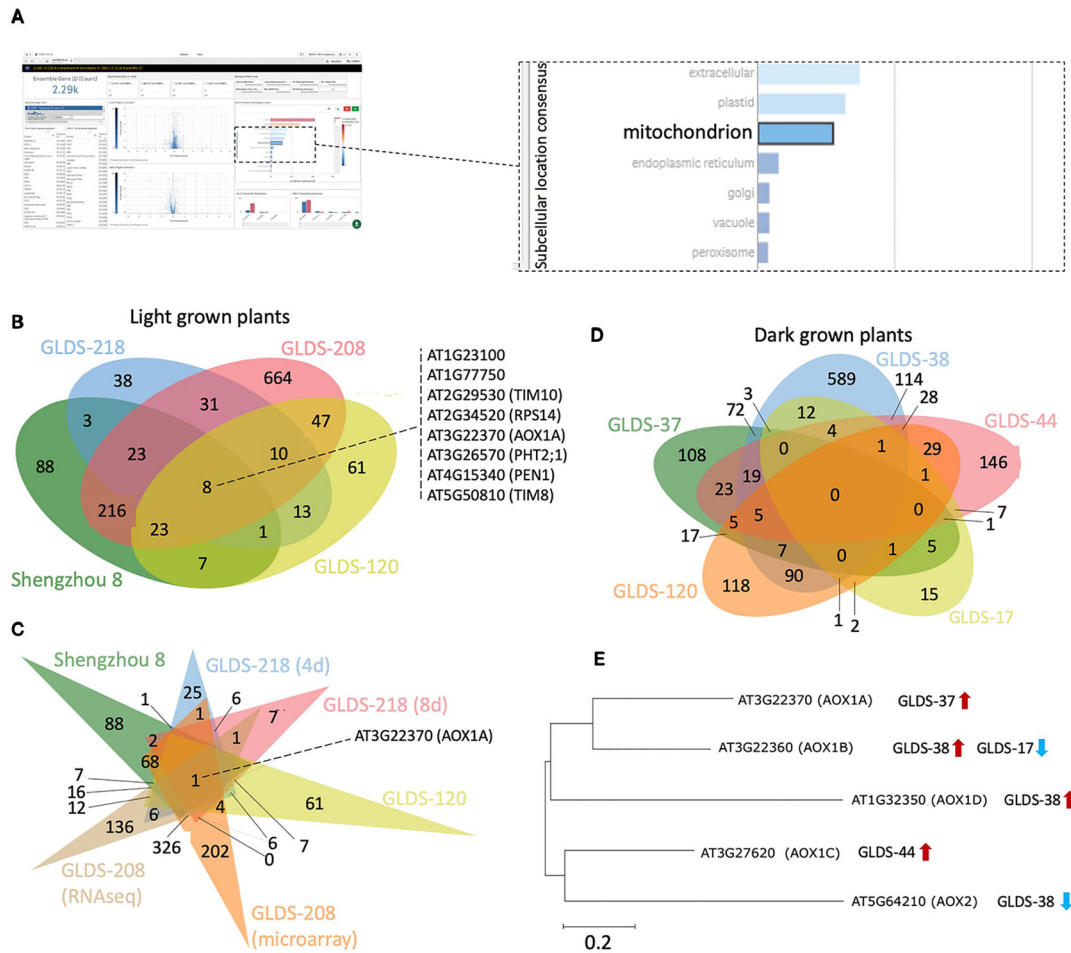 A
Ensemble Gene ID (Count)
2.29k
Subcellular location consensus
extracellular
plastid
mitochondrion
endoplasmic reticulum
golgi
vacuole
peroxisome
B
Light grown plants
GLDS-218
GLDS-208
38
664
31
47
3
23
10
88
8
61
216
23
13
1
7
Shengzhou 8
GLDS-120
AT1G23100
AT1G77750
AT2G29530 (TIM10)
AT2G34520 (RPS14)
AT3G22370 (AOX1A)
AT3G26570 (PHT2;1)
AT4G15340 (PEN1)
AT5G50810 (TIM8)
D
Dark grown plants
GLDS-38
589
114
28
3
72
12
4
GLDS-37
GLDS-44
108
0
1
29
146
19
1
23
0
0
7
1
17
5
5
7
0
1
5
GLDS-120
118
90
15
GLDS-17
1
2
C
Shengzhou 8
GLDS-218 (4d)
25
6
1
1
GLDS-218 (8d)
7
88
2
1
68
AT3G22370 (AOX1A)
7
1
16
GLDS-120
12
61
6
4
136
326
202
6
7
0
GLDS-208
(RNAseq)
GLDS-208
(microarray)
E
AT3G22370 (AOX1A) GLDS-37
AT3G22360 (AOX1B) GLDS-38 GLDS-17
AT1G32350 (AOX1D) GLDS-38
AT3G27620 (AOX1C) GLDS-44
AT5G64210 (AOX2) GLDS-38
0.2